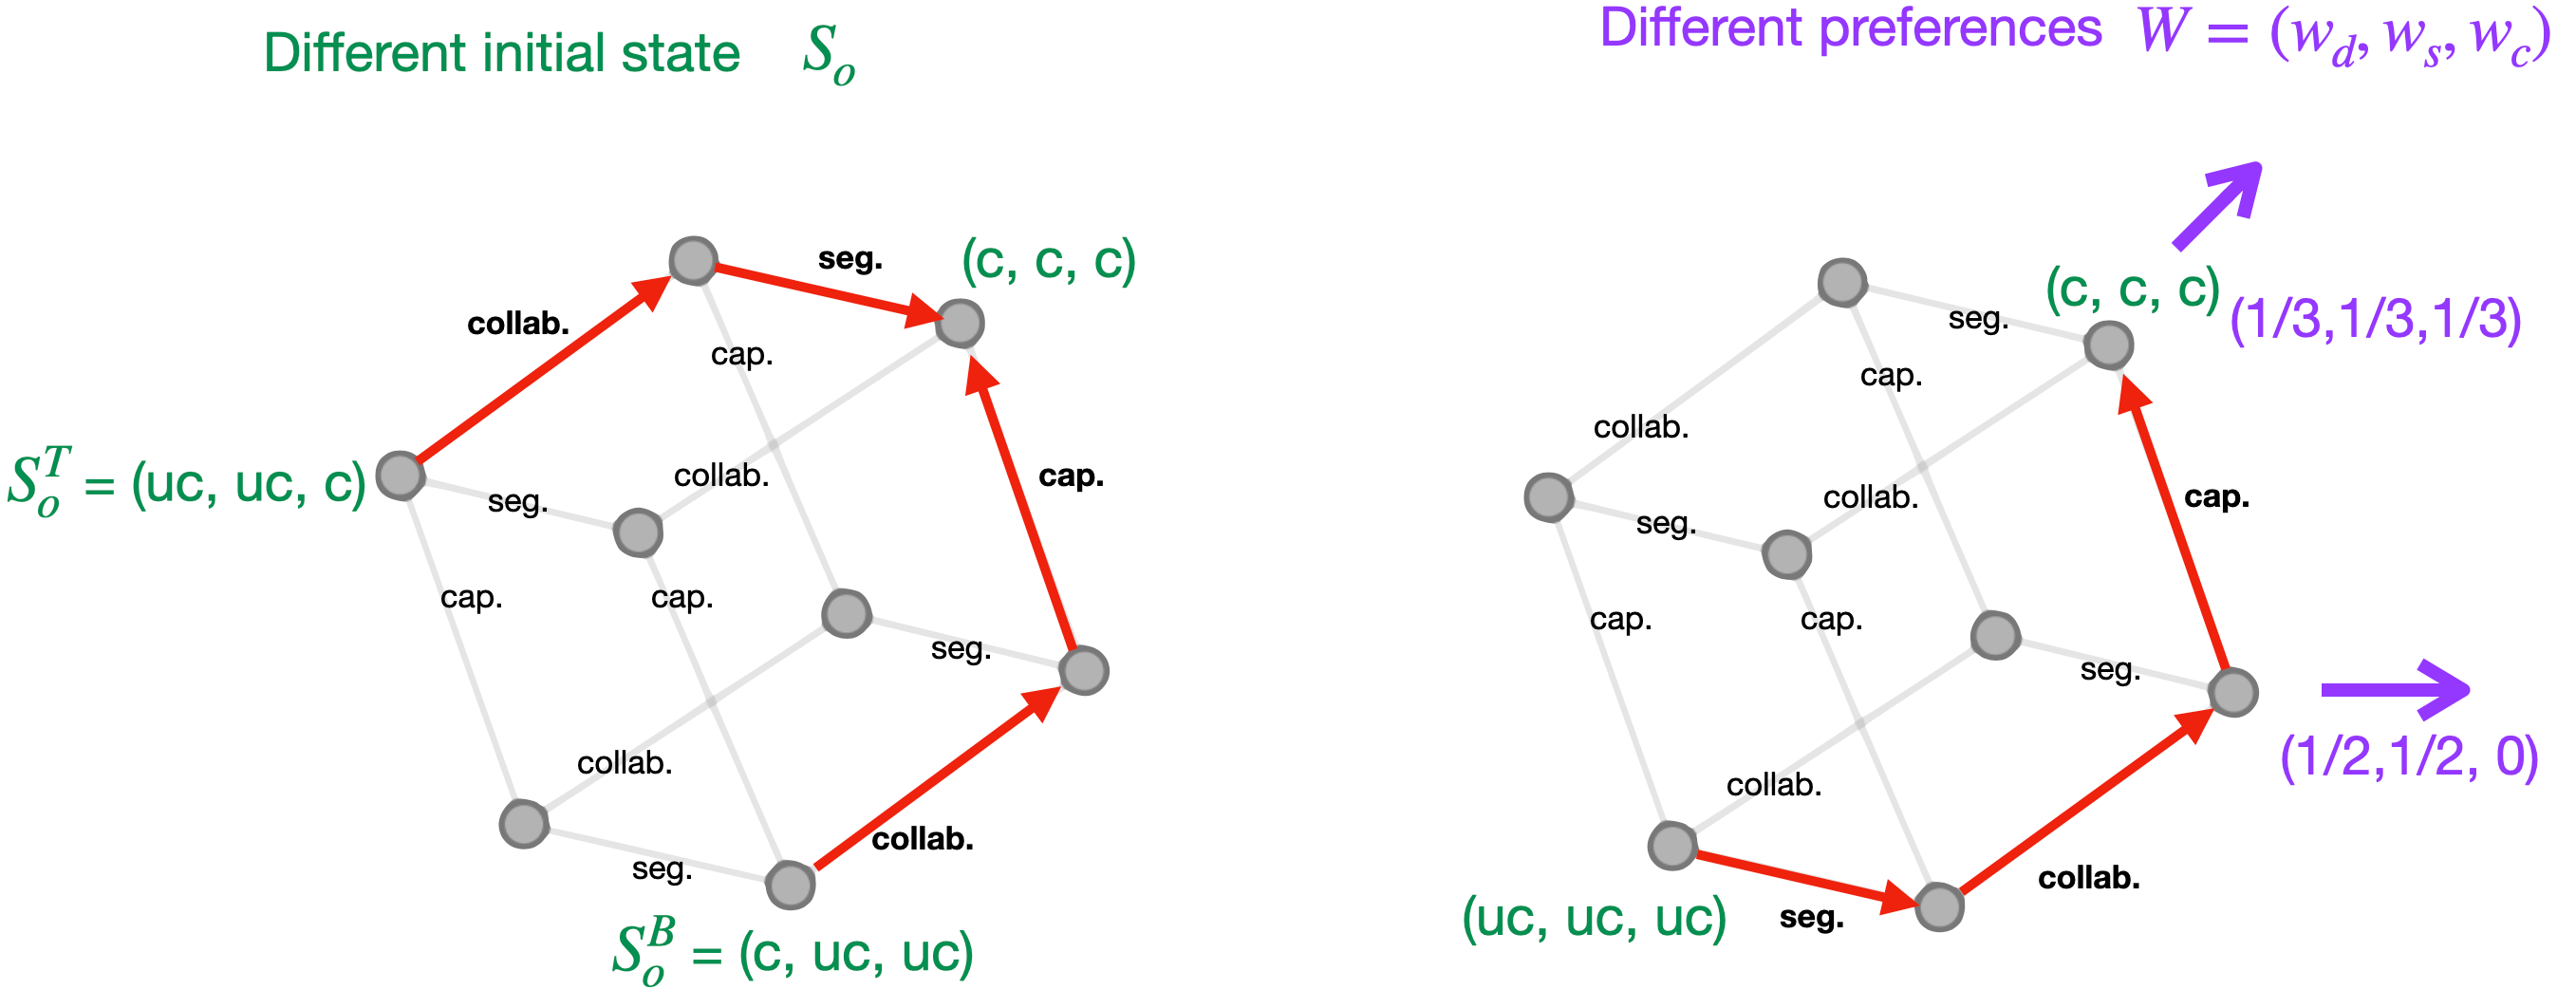 Different initial state S_o
seg.
(c, c, c)
collab.
cap.
S_o^T = (uc, uc, c)
seg.
collab.
cap.
cap.
cap.
seg.
collab.
collab.
seg.
S_o^B = (c, uc, uc)
Different preferences W = (w_d, w_s, w_c)
(c, c, c)
(1/3,1/3,1/3)
seg.
cap.
collab.
seg.
collab.
cap.
cap.
cap.
seg.
(1/2,1/2, 0)
collab.
collab.
(uc, uc, uc)
seg.